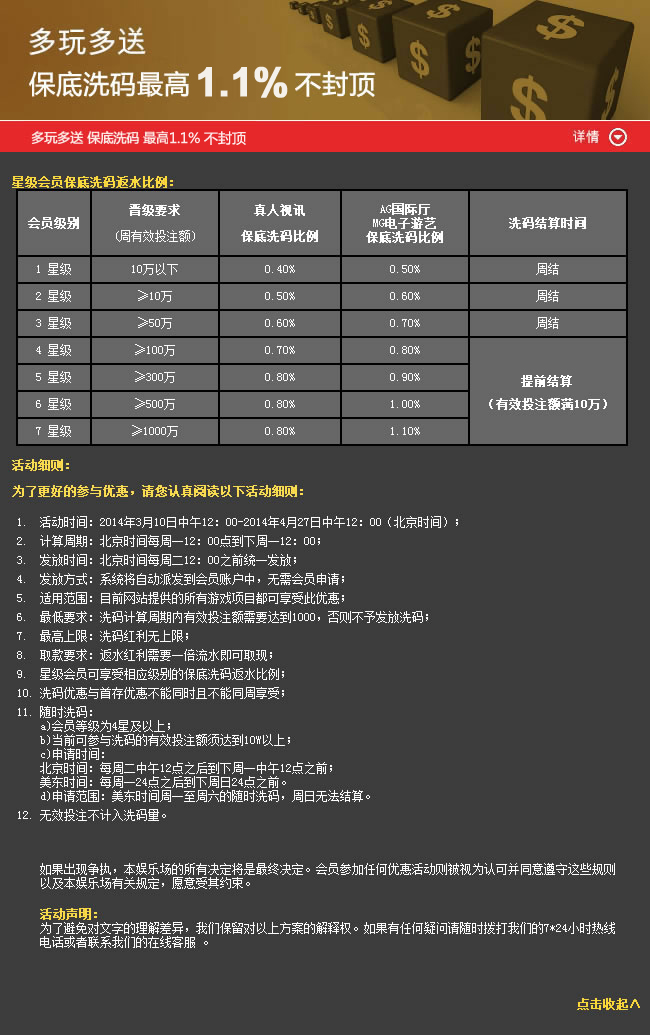 多玩多送
保底洗码最高1.1%不封顶
多玩多送 保底洗码 最高1.1% 不封顶 详情
星级会员保底洗码返水比例：
会员级别 晋级要求 (周有效投注额) 真人视讯 保底洗码比例 AG国际厅 MG电子游艺 保底洗码比例 洗码结算时间
1 星级 10万以下 0.40% 0.50% 周结
2 星级 ≥10万 0.50% 0.60% 周结
3 星级 ≥50万 0.60% 0.70% 周结
4 星级 ≥100万 0.70% 0.80%
5 星级 ≥300万 0.80% 0.90%
6 星级 ≥500万 0.80% 1.00%
7 星级 ≥1000万 0.80% 1.10%
提前结算
（有效投注额满10万）
活动细则：
为了更好的参与优惠，请您认真阅读以下活动细则：
1. 活动时间：2014年3月10日中午12：00-2014年4月27日中午12：00（北京时间）；
2. 计算周期：北京时间每周一12：00点到下周一12：00；
3. 发放时间：北京时间每周二12：00之前统一发放；
4. 发放方式：系统将自动派发到会员账户中，无需会员申请；
5. 适用范围：目前网站提供的所有游戏项目都可享受此优惠；
6. 最低要求：洗码计算周期内有效投注额需要达到1000，否则不予发放洗码；
7. 最高上限：洗码红利无上限；
8. 取款要求：返水红利需要一倍流水即可取现；
9. 星级会员可享受相应级别的保底洗码返水比例；
10. 洗码优惠与首存优惠不能同时且不能同周享受；
11. 随时洗码：
a)会员等级为4星及以上；
b)当前可参与洗码的有效投注额须达到10W以上；
c)申请时间：
北京时间：每周二中午12点之后到下周一中午12点之前；
美东时间：每周一24点之后到下周日24点之前。
d)申请范围：美东时间周一至周六的随时洗码，周日无法结算。
12. 无效投注不计入洗码量。
如果出现争执，本娱乐场的所有决定将是最终决定。会员参加任何优惠活动则被视为认可并同意遵守这些规则
以及本娱乐场有关规定，愿意受其约束。
活动声明：
为了避免对文字的理解差异，我们保留对以上方案的解释权。如果有任何疑问请随时拨打我们的7*24小时热线
电话或者联系我们的在线客服 。
点击收起∧